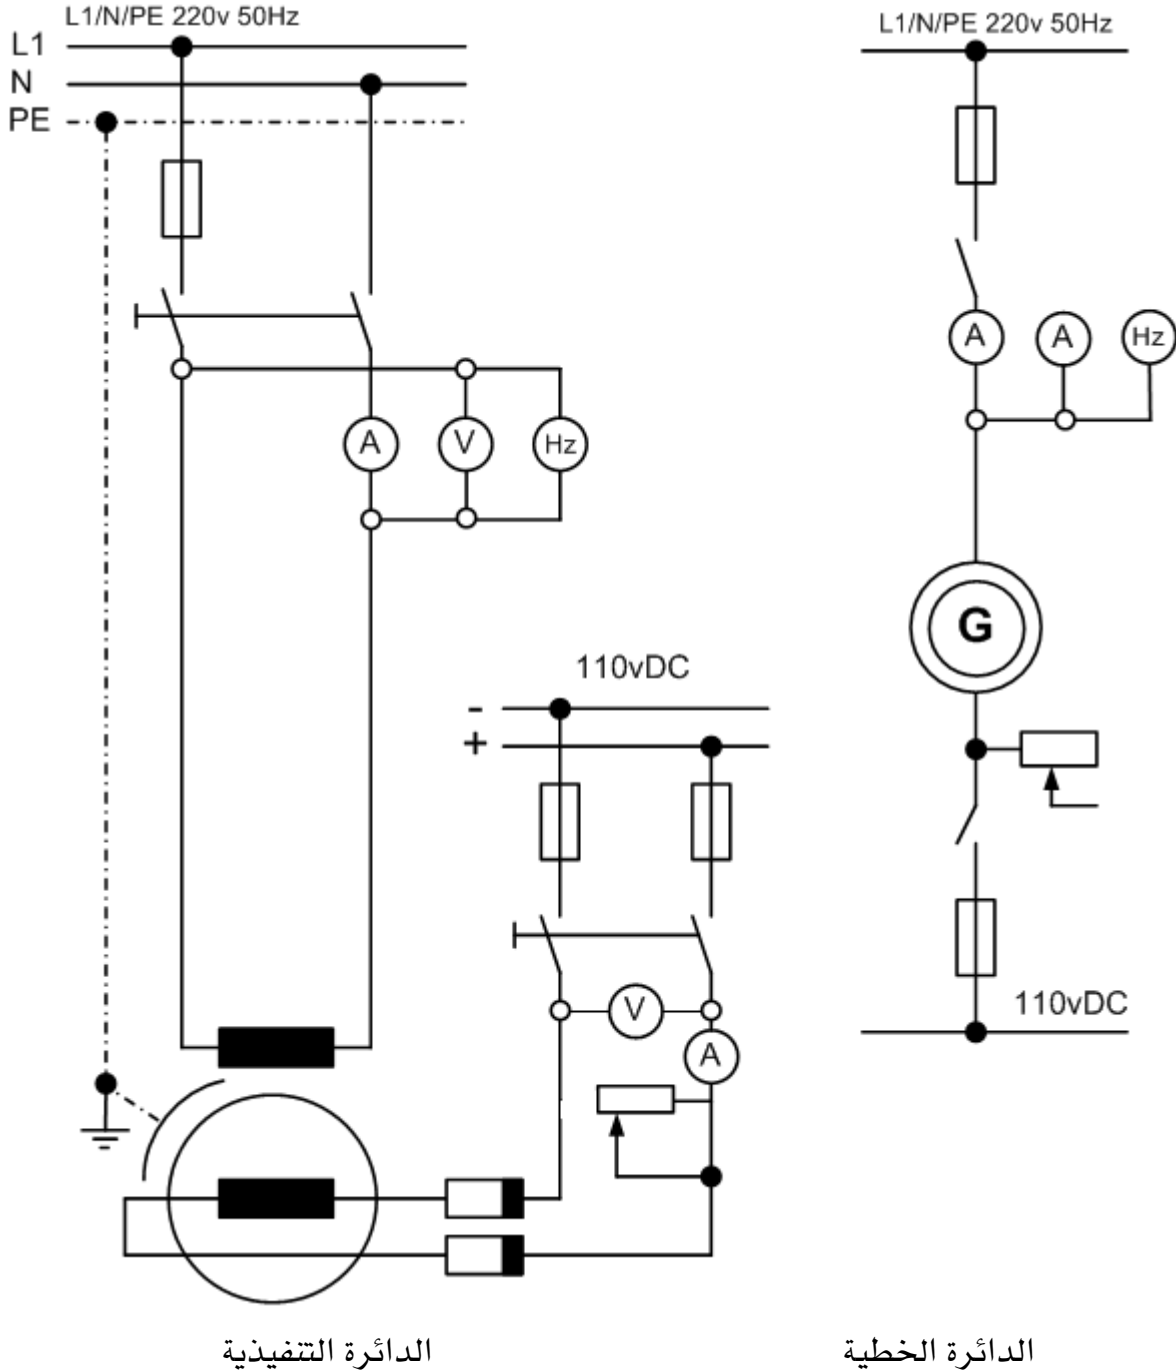 L1/N/PE 220v 50Hz
L1
N
PE
A
V
Hz
110vDC
-
+
V
A
الدائرة التنفيذية
L1/N/PE 220v 50Hz
A
A
Hz
G
110vDC
الدائرة الخطية